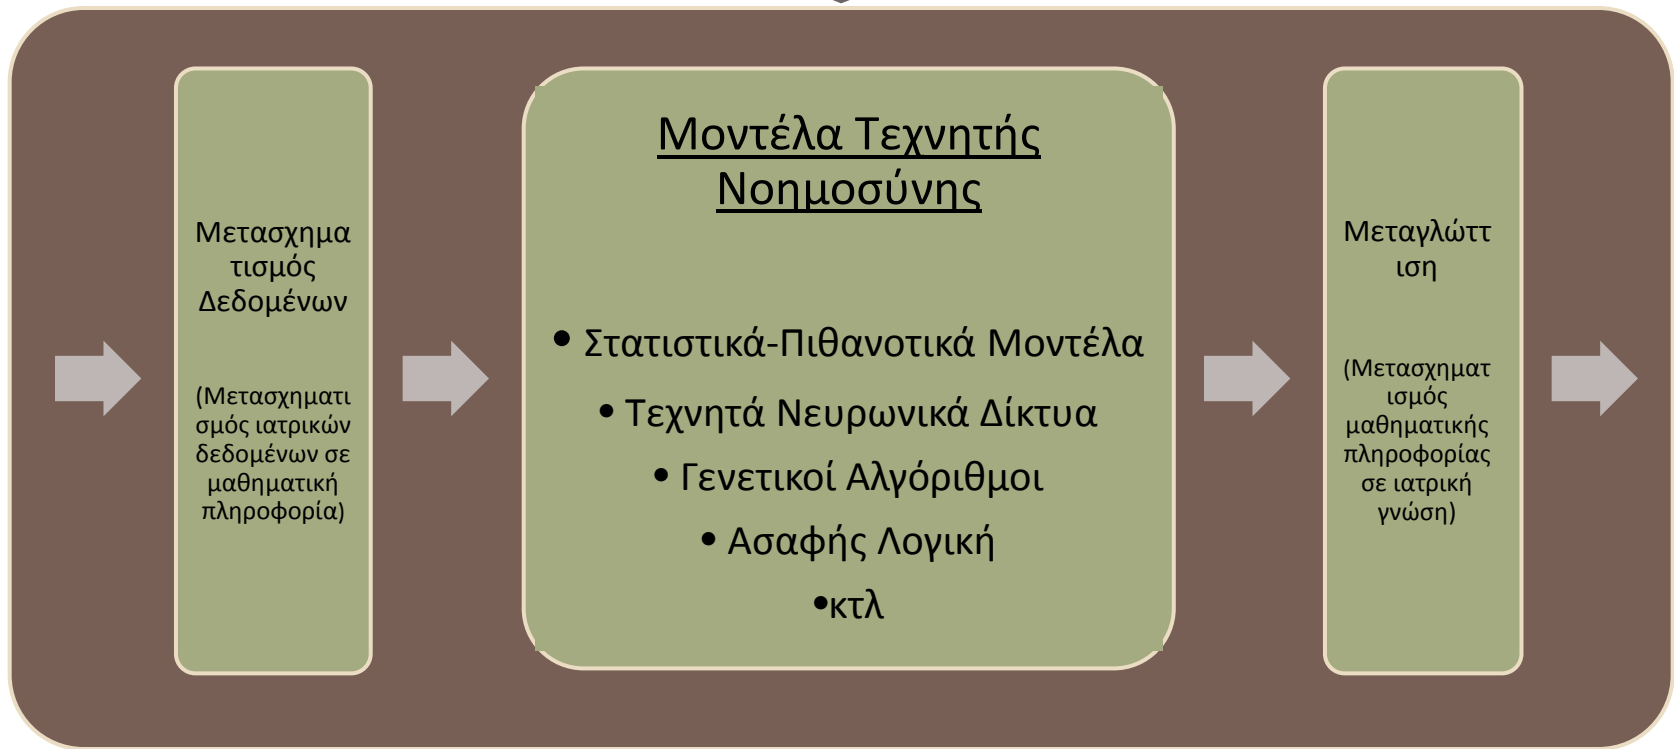 Μετασχημα
τισμός
Δεδομένων
(Μετασχηματι
σμός ιατρικών
δεδομένων σε
μαθηματική
πληροφορία)
Μοντέλα Τεχνητής
Νοημοσύνης
• Στατιστικά-Πιθανοτικά Μοντέλα
• Τεχνητά Νευρωνικά Δίκτυα
• Γενετικοί Αλγόριθμοι
• Ασαφής Λογική
•κτλ
Μεταγλώττ
ιση
(Μετασχηματ
ισμός
μαθηματικής
πληροφορίας
σε ιατρική
γνώση)